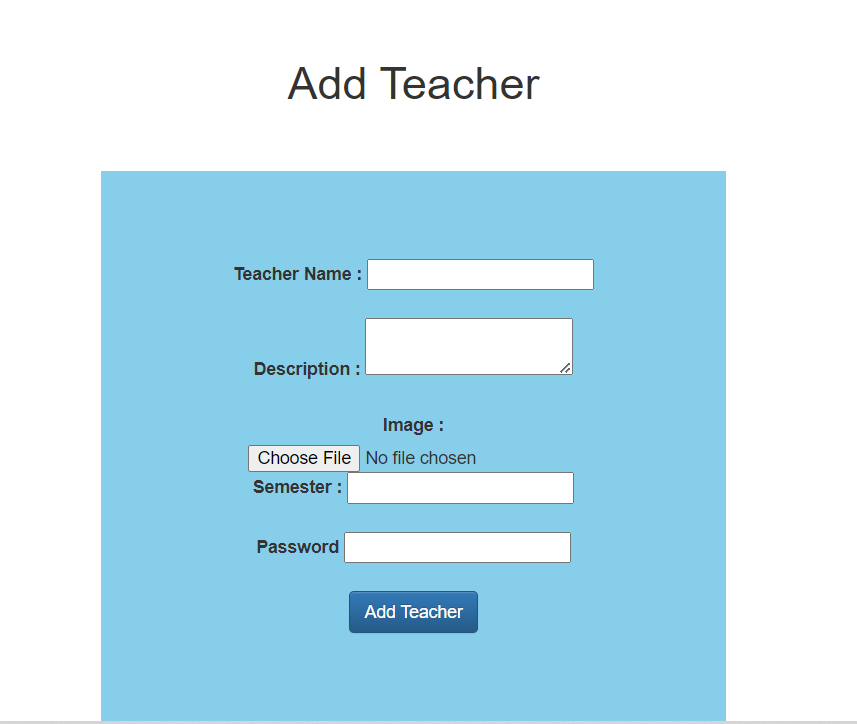 Add Teacher
Teacher Name :
Description :
Image :
Choose File No file chosen
Semester :
Password
Add Teacher